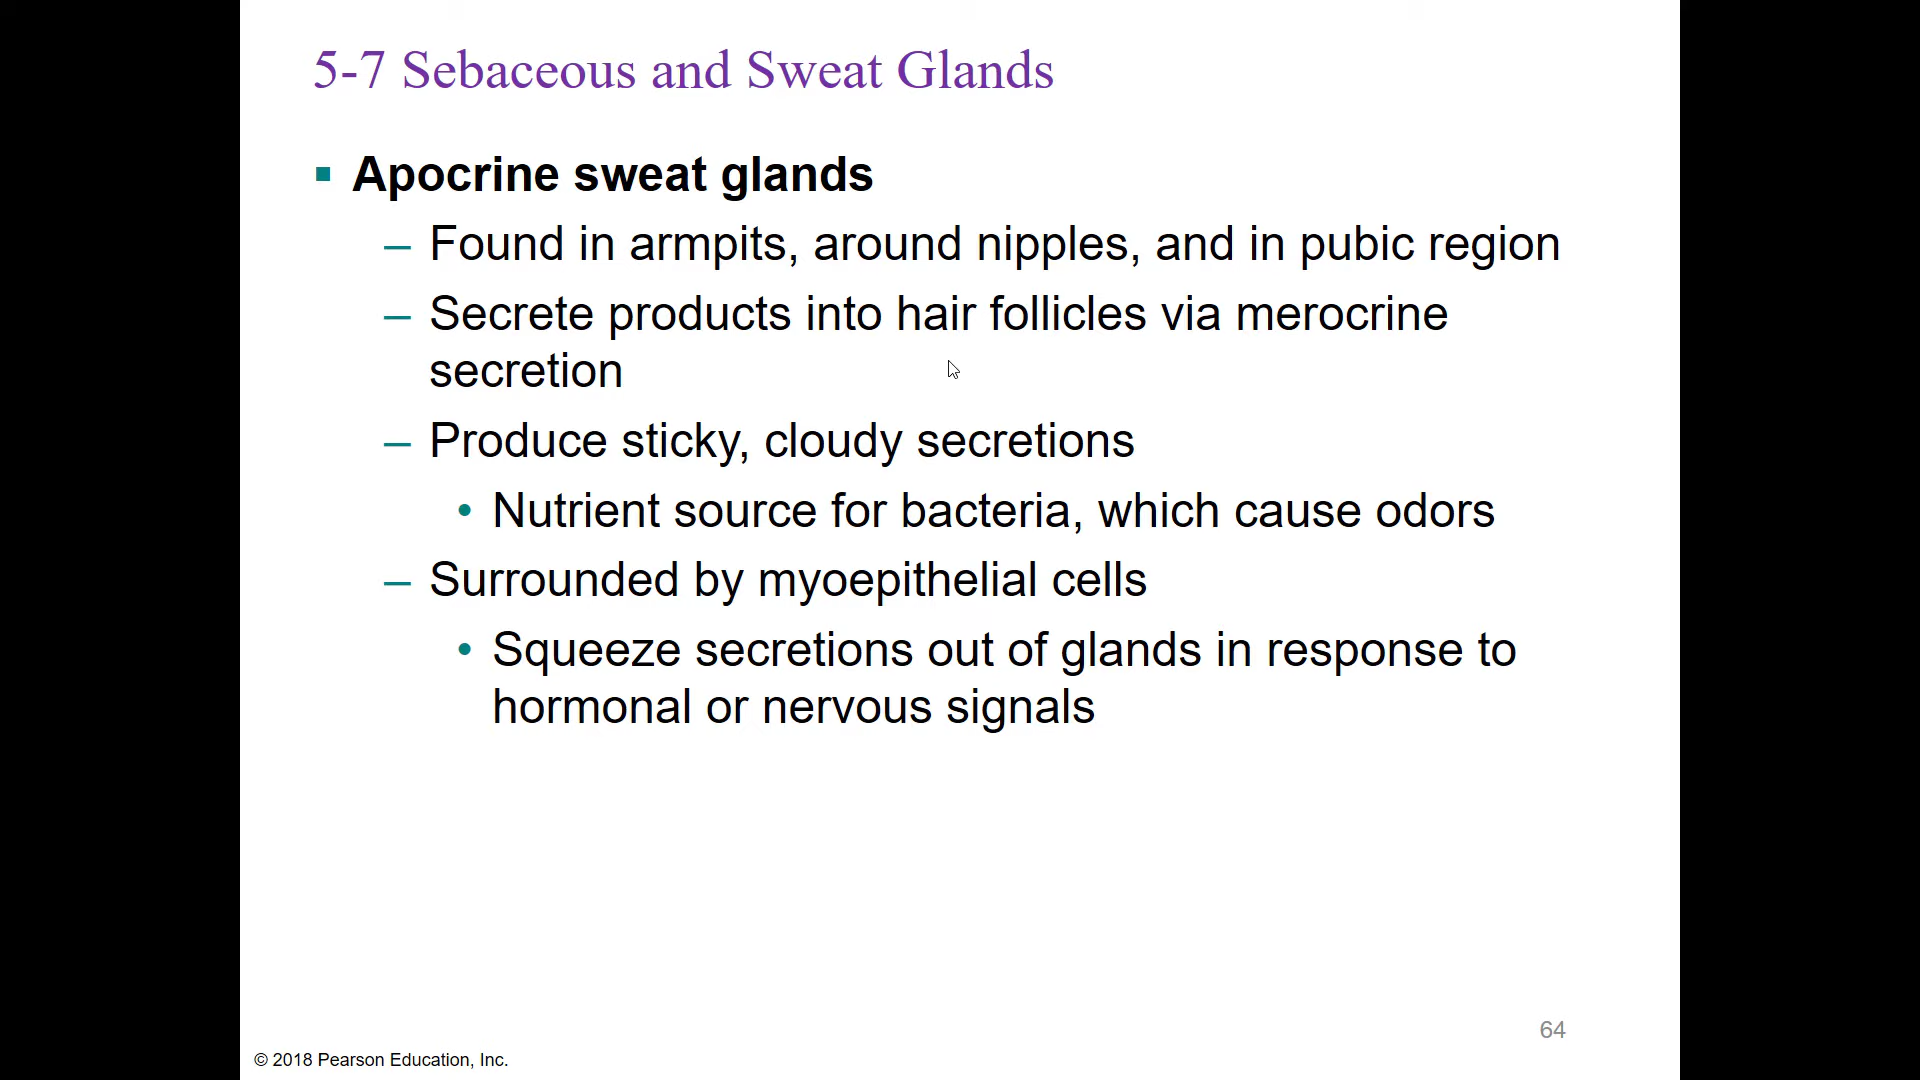 5-7 Sebaceous and Sweat Glands
▪ Apocrine sweat glands
– Found in armpits, around nipples, and in pubic region
– Secrete products into hair follicles via merocrine
secretion
– Produce sticky, cloudy secretions
• Nutrient source for bacteria, which cause odors
– Surrounded by myoepithelial cells
• Squeeze secretions out of glands in response to
hormonal or nervous signals
64
© 2018 Pearson Education, Inc.